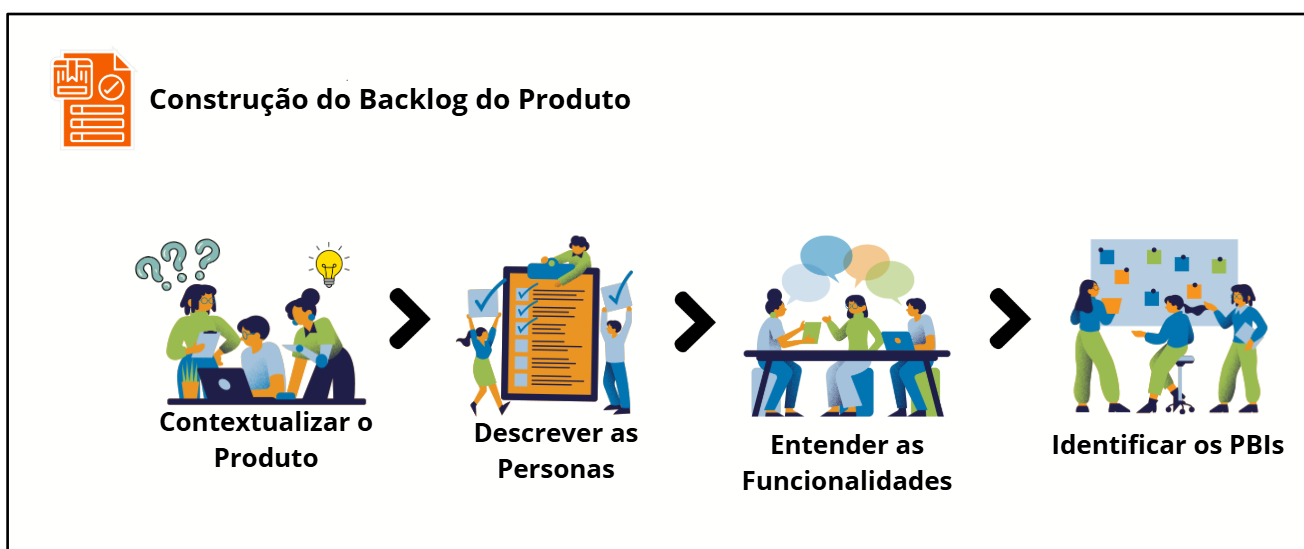 Construção do Backlog do Produto
Contextualizar o
Produto
Descrever as
Personas
Entender as
Funcionalidades
Identificar os PBIs